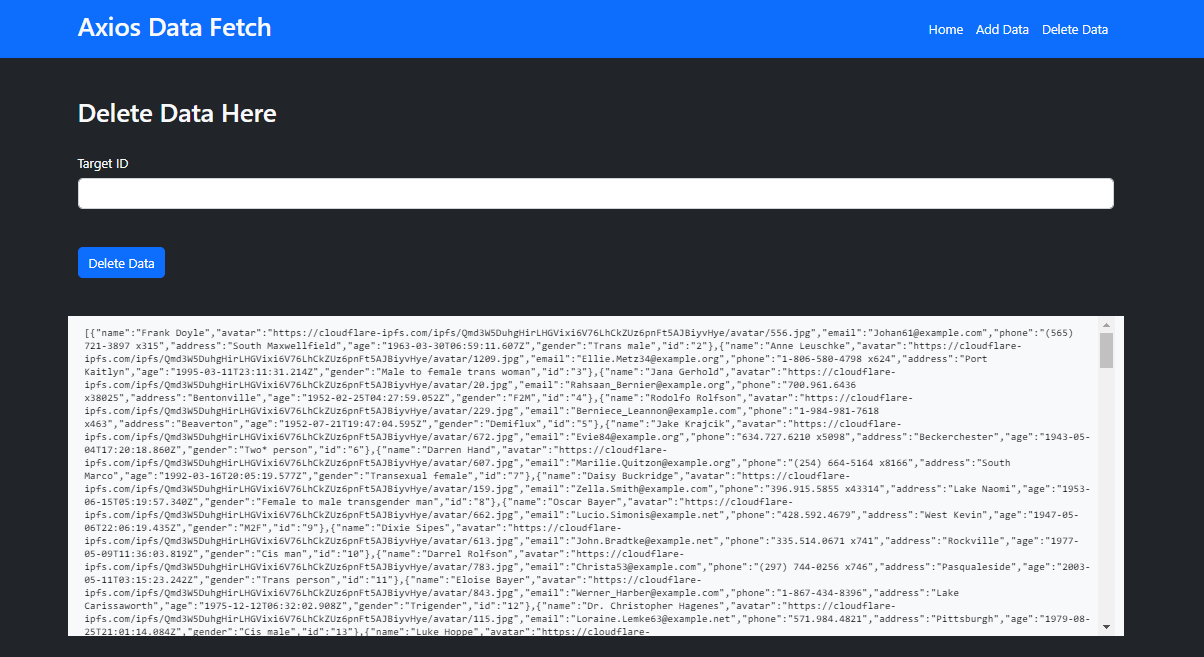 Axios Data Fetch
Home Add Data Delete Data
Delete Data Here
Target ID
Delete Data
[{"name":"Frank Doyle","avatar":"https://cloudflare-ipfs.com/ipfs/Qmd3W5DuhgHirLHGVixi6V76LhCkZUz6pnFt5AJBiyvHye/avatar/556.jpg","email":"Johan61@example.com","phone":"(565)
721-3897 x315","address":"South Maxwellfield","age":"1963-03-30T06:59:11.607Z","gender":"Trans male","id":"2"},{"name":"Anne Leuschke","avatar":"https://cloudflare-
ipfs.com/ipfs/Qmd3W5DuhgHirLHGVixi6V76LhCkZUz6pnFt5AJBiyvHye/avatar/1209.jpg","email":"Ellie.Metz34@example.org","phone":"1-806-580-4798 x624","address":"Port
Kaitlyn","age":"1995-03-11T23:11:31.214Z","gender":"Male to female trans woman","id":"3"},{"name":"Jana Gerhold","avatar":"https://cloudflare-
ipfs.com/ipfs/Qmd3W5DuhgHirLHGVixi6V76LhCkZUz6pnFt5AJBiyvHye/avatar/20.jpg","email":"Rahsaan_Bernier@example.org","phone":"700.961.6436
x38025","address":"Bentonville","age":"1952-02-25T04:27:59.052Z","gender":"F2M","id":"4"},{"name":"Rodolfo Rolfson","avatar":"https://cloudflare-
ipfs.com/ipfs/Qmd3W5DuhgHirLHGVixi6V76LhCkZUz6pnFt5AJBiyvHye/avatar/229.jpg","email":"Berniece_Leannon@example.com","phone":"1-984-981-7618
x463","address":"Beaverton","age":"1952-07-21T19:47:04.595Z","gender":"Demiflux","id":"5"},{"name":"Jake Krajcik","avatar":"https://cloudflare-
ipfs.com/ipfs/Qmd3W5DuhgHirLHGVixi6V76LhCkZUz6pnFt5AJBiyvHye/avatar/672.jpg","email":"Evie84@example.org","phone":"634.727.6210 x5098","address":"Beckerchester","age":"1943-05-
04T17:20:18.860Z","gender":"Two* person","id":"6"},{"name":"Darren Hand","avatar":"https://cloudflare-
ipfs.com/ipfs/Qmd3W5DuhgHirLHGVixi6V76LhCkZUz6pnFt5AJBiyvHye/avatar/607.jpg","email":"Marilie.Quitzon@example.org","phone":"(254) 664-5164 x8166","address":"South
Marco","age":"1992-03-16T20:05:19.577Z","gender":"Transexual female","id":"7"},{"name":"Daisy Buckridge","avatar":"https://cloudflare-
ipfs.com/ipfs/Qmd3W5DuhgHirLHGVixi6V76LhCkZUz6pnFt5AJBiyvHye/avatar/159.jpg","email":"Zella.Smith@example.com","phone":"396.915.5855 x43314","address":"Lake Naomi","age":"1953-
06-15T05:19:57.340Z","gender":"Female to male transgender man","id":"8"},{"name":"Oscar Bayer","avatar":"https://cloudflare-
ipfs.com/ipfs/Qmd3W5DuhgHirLHGVixi6V76LhCkZUz6pnFt5AJBiyvHye/avatar/662.jpg","email":"Lucio.Simonis@example.net","phone":"428.592.4679","address":"West Kevin","age":"1947-05-
06T22:06:19.435Z","gender":"M2F","id":"9"},{"name":"Dixie Sipes","avatar":"https://cloudflare-
ipfs.com/ipfs/Qmd3W5DuhgHirLHGVixi6V76LhCkZUz6pnFt5AJBiyvHye/avatar/613.jpg","email":"John.Bradtke@example.net","phone":"335.514.0671 x741","address":"Rockville","age":"1977-
05-09T11:36:03.819Z","gender":"Cis man","id":"10"},{"name":"Darrel Rolfson","avatar":"https://cloudflare-
ipfs.com/ipfs/Qmd3W5DuhgHirLHGVixi6V76LhCkZUz6pnFt5AJBiyvHye/avatar/783.jpg","email":"Christa53@example.com","phone":"(297) 744-0256 x746","address":"Pasqualeside","age":"2003-
05-11T03:15:23.242Z","gender":"Trans person","id":"11"},{"name":"Eloise Bayer","avatar":"https://cloudflare-
ipfs.com/ipfs/Qmd3W5DuhgHirLHGVixi6V76LhCkZUz6pnFt5AJBiyvHye/avatar/843.jpg","email":"Werner_Harber@example.com","phone":"1-867-434-8396","address":"Lake
Carissaworth","age":"1975-12-12T06:32:02.908Z","gender":"Trigender","id":"12"},{"name":"Dr. Christopher Hagenes","avatar":"https://cloudflare-
ipfs.com/ipfs/Qmd3W5DuhgHirLHGVixi6V76LhCkZUz6pnFt5AJBiyvHye/avatar/115.jpg","email":"Loraine.Lemke63@example.net","phone":"571.984.4821","address":"Pittsburgh","age":"1979-08-
25T21:01:14.084Z","gender":"Cis male","id":"13"},{"name":"Luke Hoppe","avatar":"https://cloudflare-